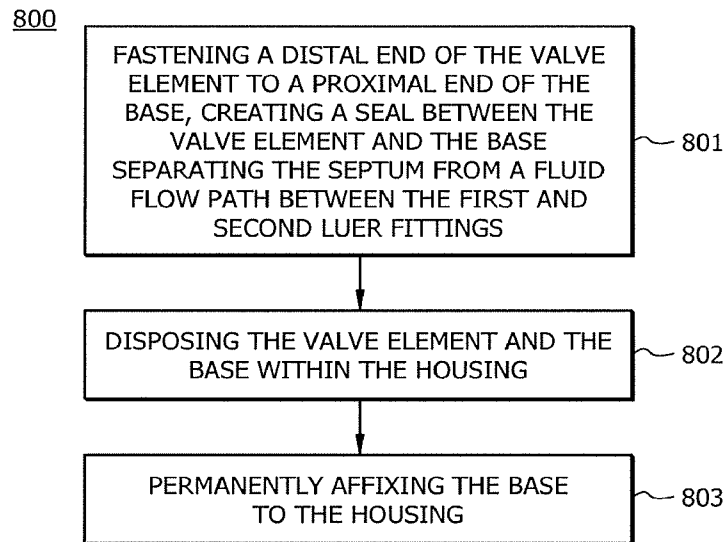 800
FASTENING A DISTAL END OF THE VALVE
ELEMENT TO A PROXIMAL END OF THE
BASE, CREATING A SEAL BETWEEN THE
VALVE ELEMENT AND THE BASE
SEPARATING THE SEPTUM FROM A FLUID
FLOW PATH BETWEEN THE FIRST AND
SECOND LUER FITTINGS
801
DISPOSING THE VALVE ELEMENT AND THE
BASE WITHIN THE HOUSING
802
PERMANENTLY AFFIXING THE BASE
TO THE HOUSING
803